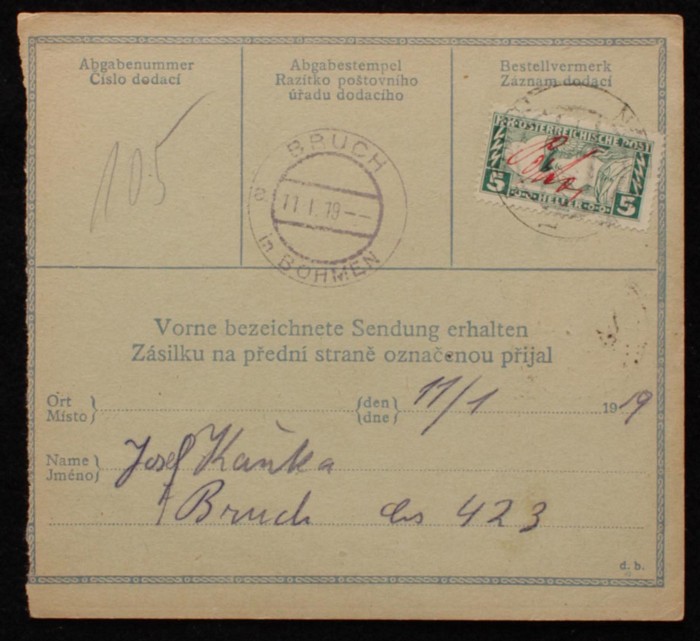 Abgabenummer
Číslo dodací
Abgabestempel
Razítko poštovního
úřadu dodacího
Bestellvermerk
Záznam dodací
105
BRUCH
11.I.19--
in BÖHMEN
K.K. ÖSTERREICHISCHE POST
5 HELLER 5
Vorne bezeichnete Sendung erhalten
Zásilku na přední straně označenou přijal
Ort
Místo
den
dne
11/1
1919
Name
Jméno
Josef Kaňka
Bruch čs 423
d. b.